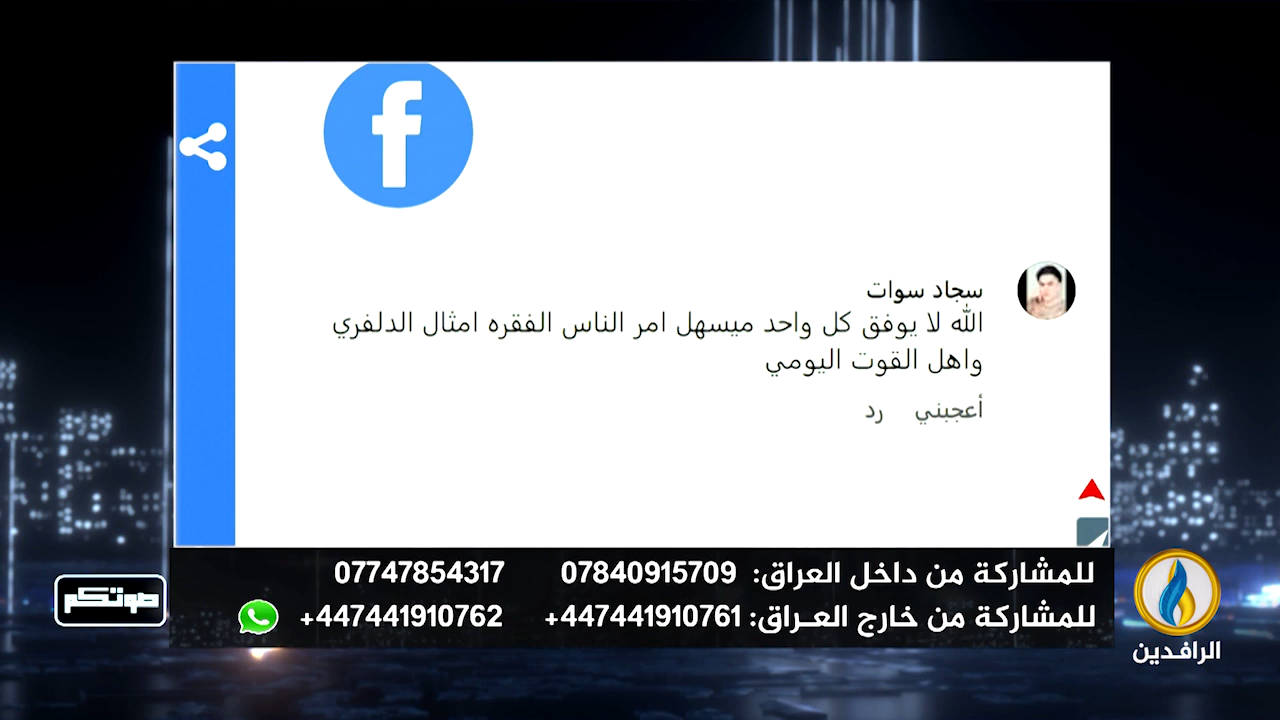 سجاد سوات
الله لا يوفق كل واحد ميسهل امر الناس الفقره امثال الدلفري
واهل القوت اليومي
أعجبني رد
للمشاركة من داخل العراق: 07840915709 07747854317
للمشاركة من خارج العراق: 447441910761+ 447441910762+
صوتكم
الرافدين